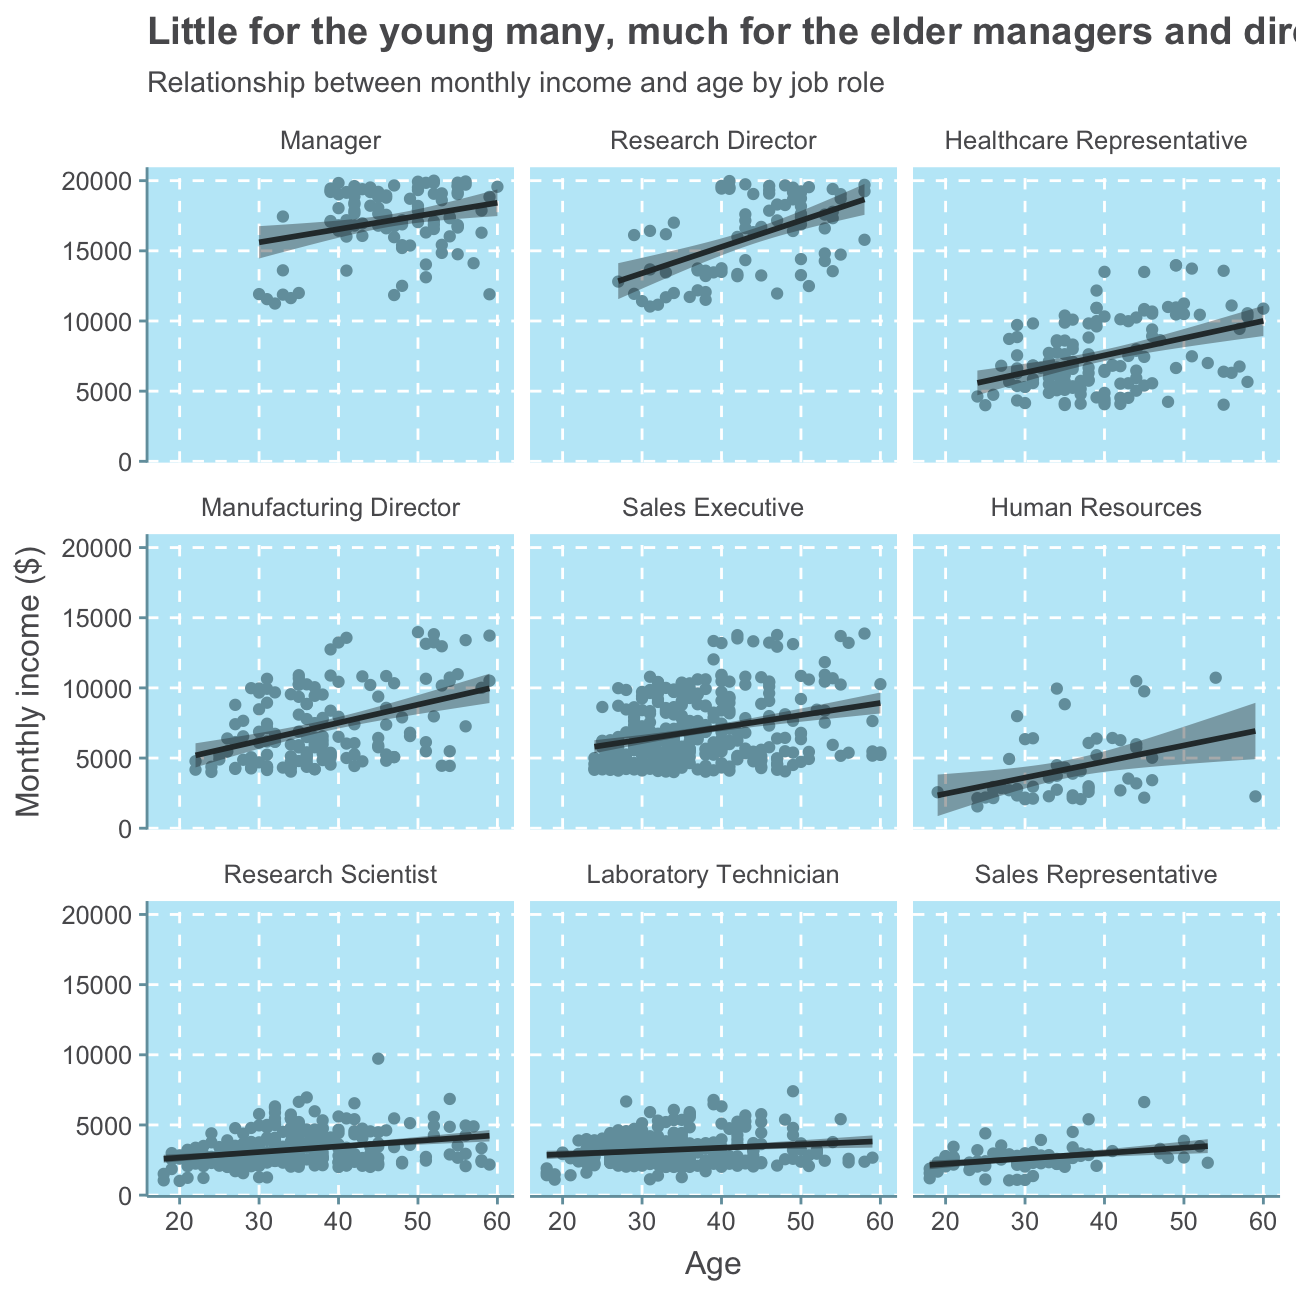 Little for the young many, much for the elder managers and
Relationship between monthly income and age by job role
Manager
Research Director
Healthcare Representative
20000
15000
10000
5000
0
Manufacturing Director
Sales Executive
Human Resources
20000
15000
10000
5000
0
Monthly income ($)
Research Scientist
Laboratory Technician
Sales Representative
20000
15000
10000
5000
0
20 30 40 50 60
20 30 40 50 60
20 30 40 50 60
Age